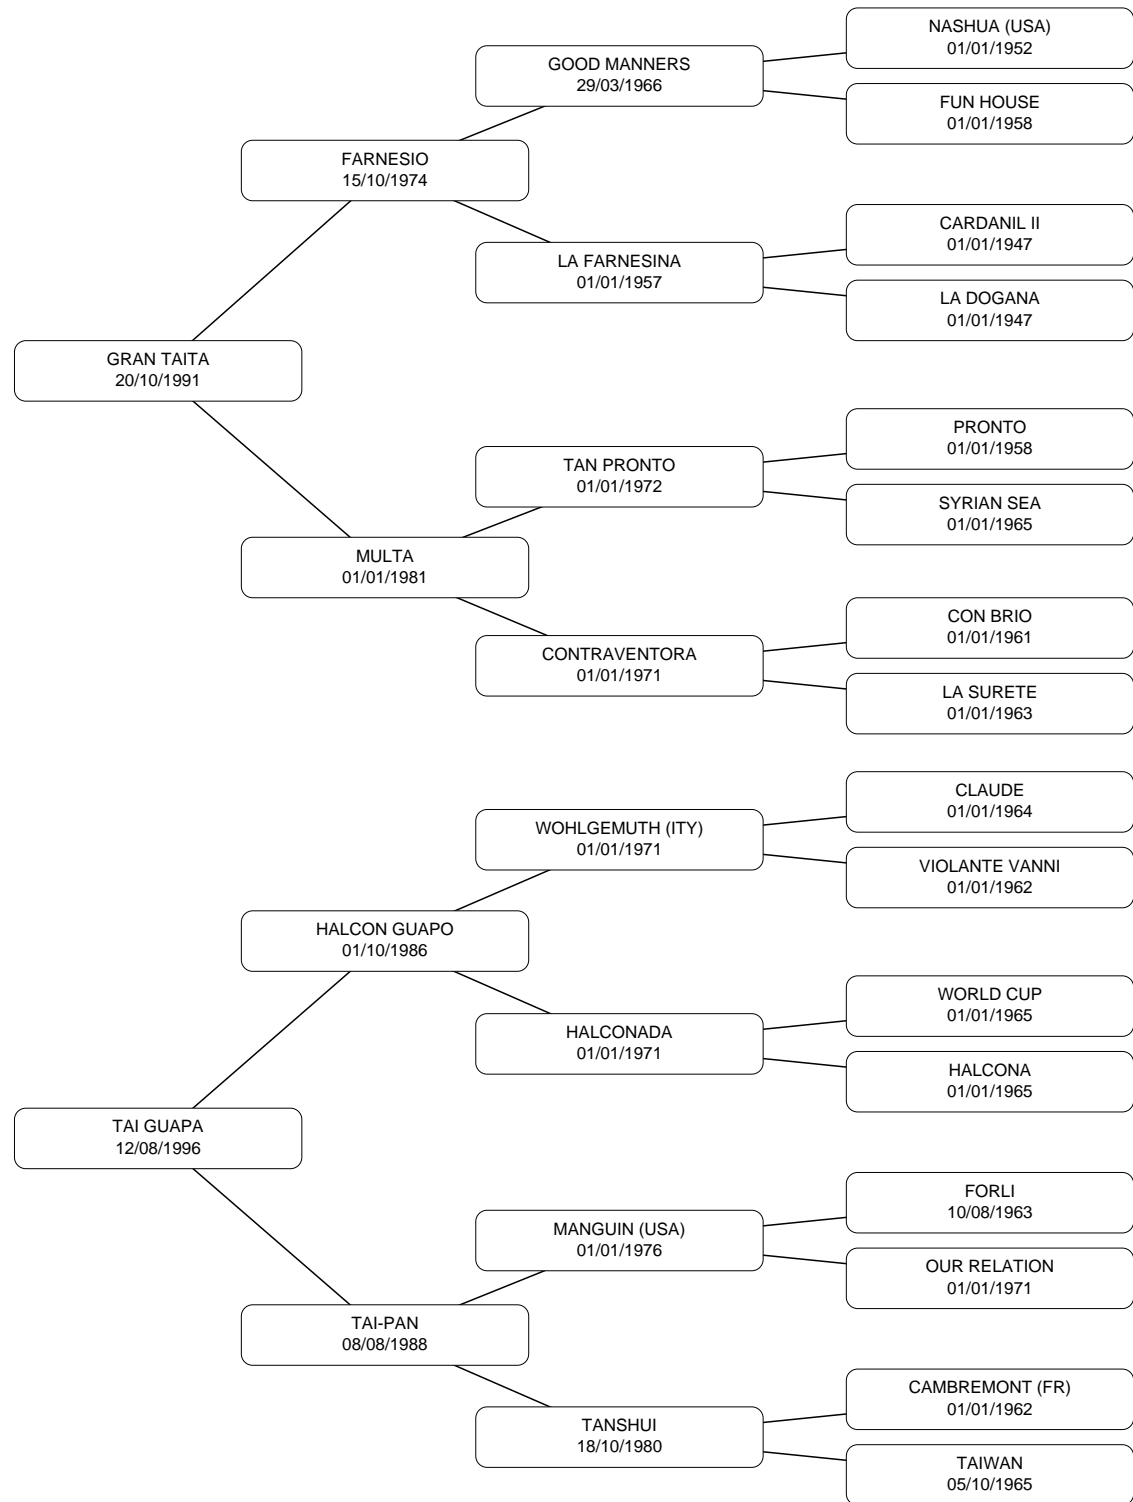 NASHUA (USA)
01/01/1952
GOOD MANNERS
29/03/1966
FUN HOUSE
01/01/1958
FARNESIO
15/10/1974
CARDANIL II
01/01/1947
LA FARNESINA
01/01/1957
LA DOGANA
01/01/1947
GRAN TAITA
20/10/1991
PRONTO
01/01/1958
TAN PRONTO
01/01/1972
SYRIAN SEA
01/01/1965
MULTA
01/01/1981
CON BRIO
01/01/1961
CONTRAVENTORA
01/01/1971
LA SURETE
01/01/1963
CLAUDE
01/01/1964
WOHLGEMUTH (ITY)
01/01/1971
VIOLANTE VANNI
01/01/1962
HALCON GUAPO
01/10/1986
WORLD CUP
01/01/1965
HALCONADA
01/01/1971
HALCONA
01/01/1965
TAI GUAPA
12/08/1996
FORLI
10/08/1963
MANGUIN (USA)
01/01/1976
OUR RELATION
01/01/1971
TAI-PAN
08/08/1988
CAMBREMONT (FR)
01/01/1962
TANSHUI
18/10/1980
TAIWAN
05/10/1965